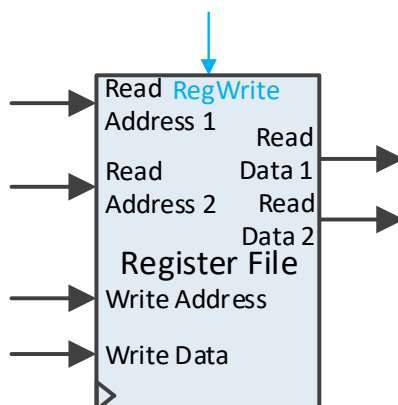 Read RegWrite
Address 1
Read
Data 1
Read
Address 2
Read
Data 2
Register File
Write Address
Write Data